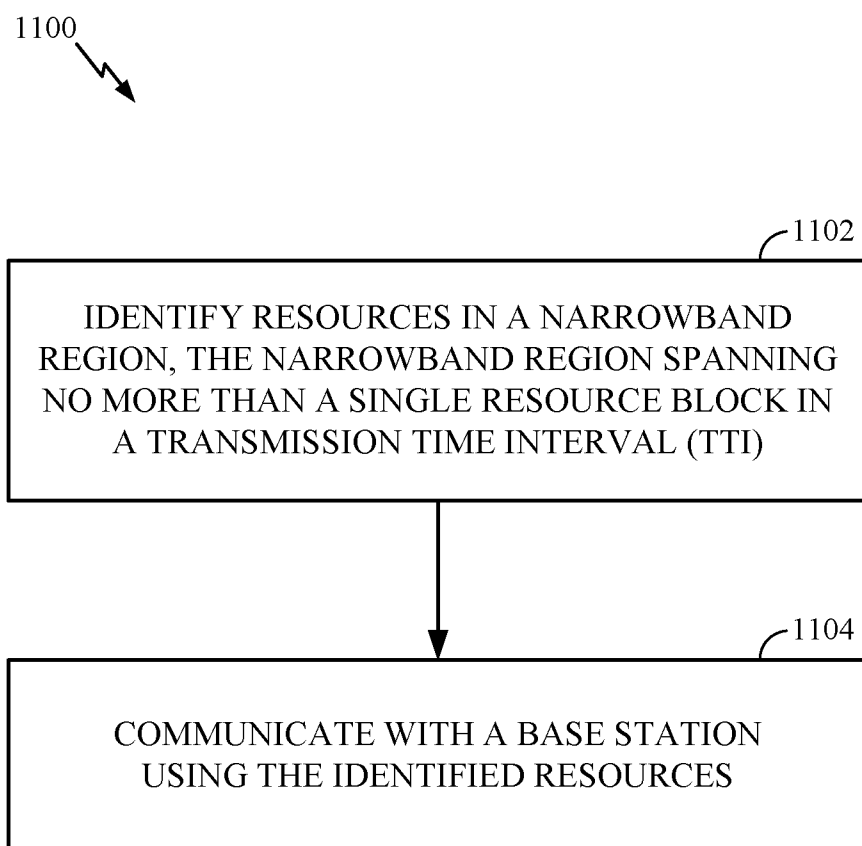 1100
1102
IDENTIFY RESOURCES IN A NARROWBAND
REGION, THE NARROWBAND REGION SPANNING
NO MORE THAN A SINGLE RESOURCE BLOCK IN
A TRANSMISSION TIME INTERVAL (TTI)
1104
COMMUNICATE WITH A BASE STATION
USING THE IDENTIFIED RESOURCES